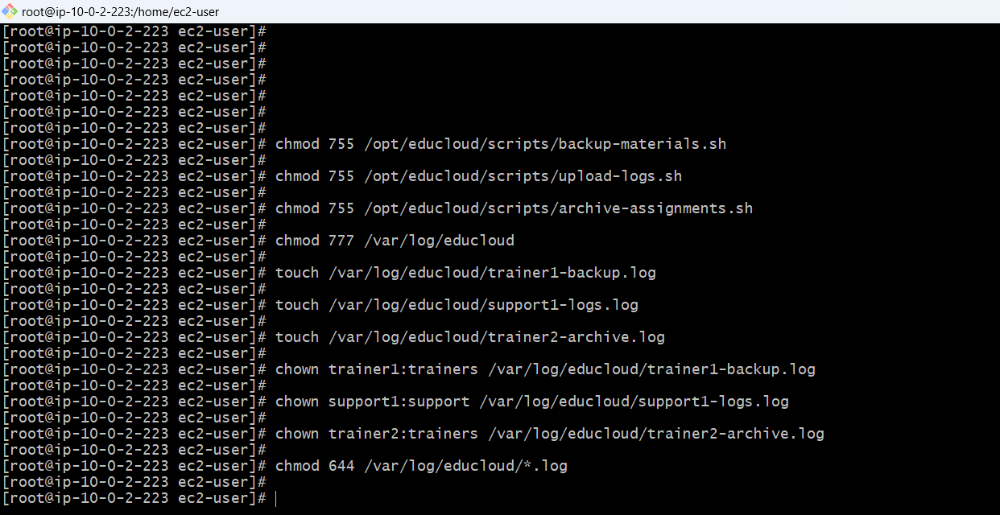 root@ip-10-0-2-223:/home/ec2-user
[root@ip-10-0-2-223 ec2-user]#
[root@ip-10-0-2-223 ec2-user]#
[root@ip-10-0-2-223 ec2-user]#
[root@ip-10-0-2-223 ec2-user]#
[root@ip-10-0-2-223 ec2-user]#
[root@ip-10-0-2-223 ec2-user]#
[root@ip-10-0-2-223 ec2-user]#
[root@ip-10-0-2-223 ec2-user]# chmod 755 /opt/educloud/scripts/backup-materials.sh
[root@ip-10-0-2-223 ec2-user]#
[root@ip-10-0-2-223 ec2-user]# chmod 755 /opt/educloud/scripts/upload-logs.sh
[root@ip-10-0-2-223 ec2-user]#
[root@ip-10-0-2-223 ec2-user]# chmod 755 /opt/educloud/scripts/archive-assignments.sh
[root@ip-10-0-2-223 ec2-user]#
[root@ip-10-0-2-223 ec2-user]# chmod 777 /var/log/educloud
[root@ip-10-0-2-223 ec2-user]#
[root@ip-10-0-2-223 ec2-user]# touch /var/log/educloud/trainer1-backup.log
[root@ip-10-0-2-223 ec2-user]#
[root@ip-10-0-2-223 ec2-user]# touch /var/log/educloud/support1-logs.log
[root@ip-10-0-2-223 ec2-user]#
[root@ip-10-0-2-223 ec2-user]# touch /var/log/educloud/trainer2-archive.log
[root@ip-10-0-2-223 ec2-user]#
[root@ip-10-0-2-223 ec2-user]# chown trainer1:trainers /var/log/educloud/trainer1-backup.log
[root@ip-10-0-2-223 ec2-user]#
[root@ip-10-0-2-223 ec2-user]# chown support1:support /var/log/educloud/support1-logs.log
[root@ip-10-0-2-223 ec2-user]#
[root@ip-10-0-2-223 ec2-user]# chown trainer2:trainers /var/log/educloud/trainer2-archive.log
[root@ip-10-0-2-223 ec2-user]#
[root@ip-10-0-2-223 ec2-user]# chmod 644 /var/log/educloud/*.log
[root@ip-10-0-2-223 ec2-user]#
[root@ip-10-0-2-223 ec2-user]#